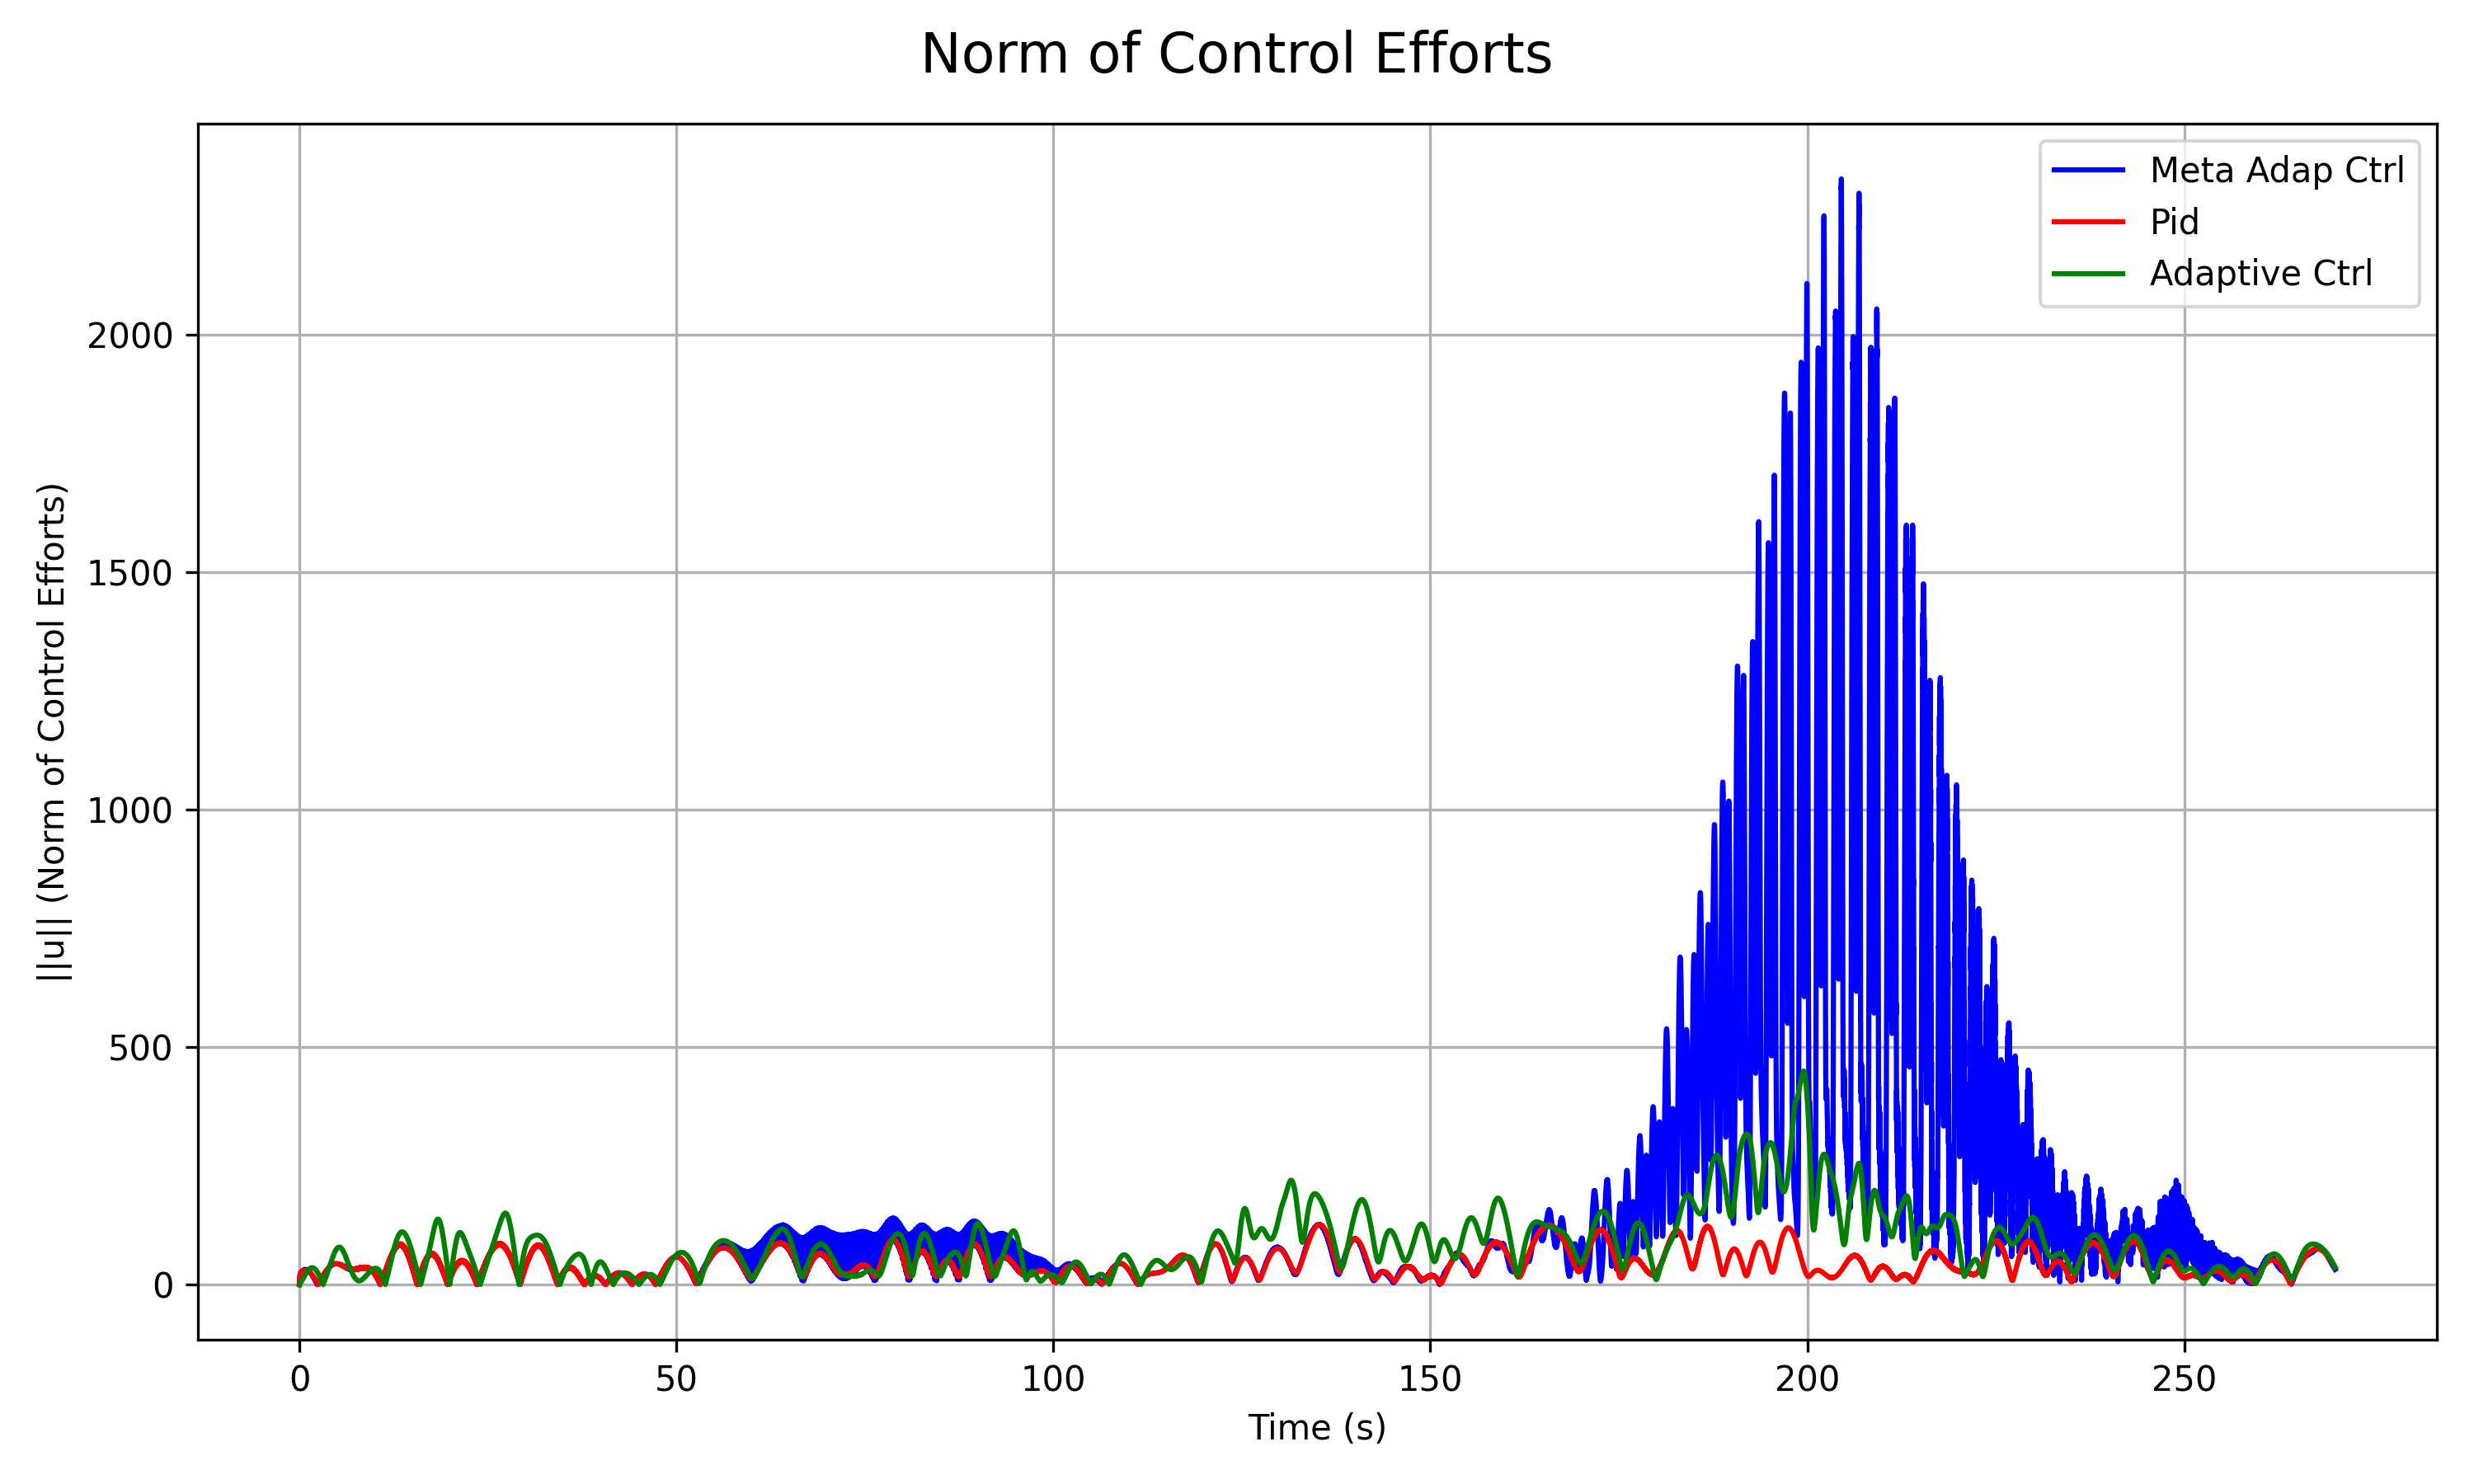 Norm of Control Efforts
||u|| (Norm of Control Efforts)
2000
1500
1000
500
0
0 50 100 150 200 250
Time (s)
Meta Adap Ctrl
Pid
Adaptive Ctrl